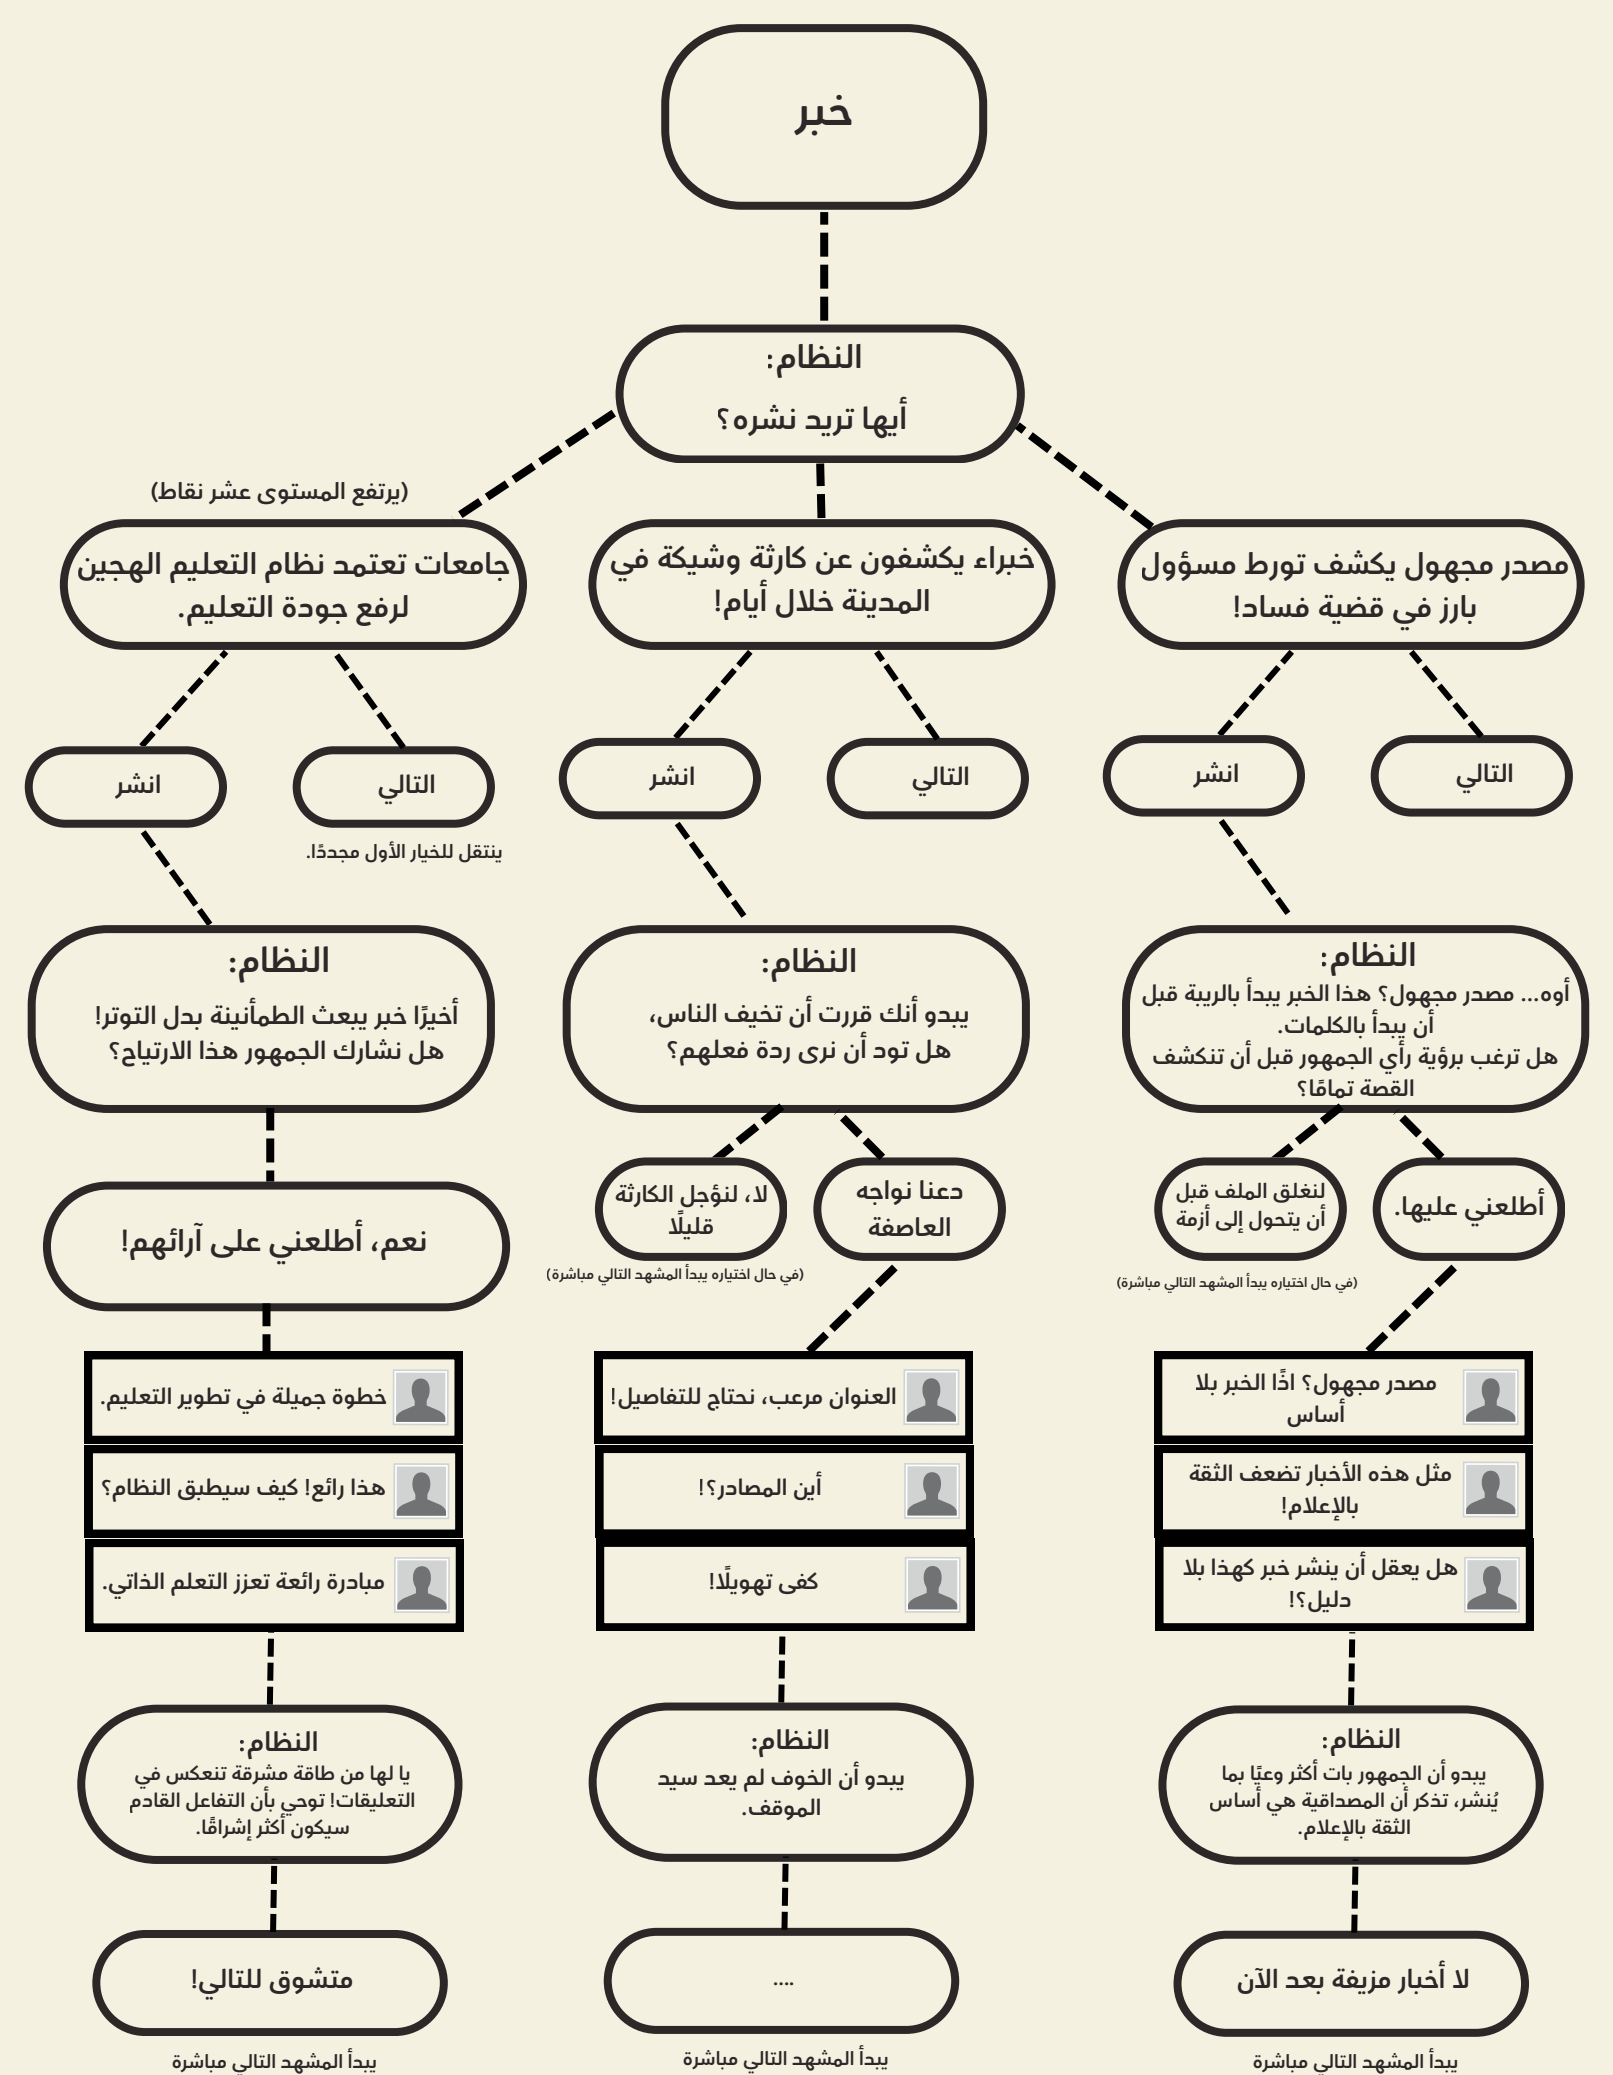 خبر
النظام:
أيها تريد نشره؟
مصدر مجهول يكشف تورط مسؤول
بارز في قضية فساد!
خبراء يكشفون عن كارثة وشيكة في
المدينة خلال أيام!
(يرتفع المستوى عشر نقاط)
جامعات تعتمد نظام التعليم الهجين
لرفع جودة التعليم.
التالي
انشر
التالي
انشر
التالي
انشر
ينتقل للخيار الأول مجددًا.
النظام:
أوه... مصدر مجهول؟ هذا الخبر يبدأ بالريبة قبل
أن يبدأ بالكلمات.
هل ترغب برؤية رأي الجمهور قبل أن تنكشف
القصة تمامًا؟
النظام:
يبدو أنك قررت أن تخيف الناس،
هل تود أن نرى ردة فعلهم؟
النظام:
أخيرًا خبر يبعث الطمأنينة بدل التوتر!
هل نشارك الجمهور هذا الارتياح؟
أطلعني عليها.
لنغلق الملف قبل
أن يتحول إلى أزمة
(في حال اختياره يبدأ المشهد التالي مباشرة)
دعنا نواجه
العاصفة
لا، لنؤجل الكارثة
قليلًا
(في حال اختياره يبدأ المشهد التالي مباشرة)
نعم، أطلعني على آرائهم!
مصدر مجهول؟ اذًا الخبر بلا
أساس
مثل هذه الأخبار تضعف الثقة
بالإعلام!
هل يعقل أن ينشر خبر كهذا بلا
دليل؟!
العنوان مرعب، نحتاج للتفاصيل!
أين المصادر؟!
كفى تهويلًا!
خطوة جميلة في تطوير التعليم.
هذا رائع! كيف سيطبق النظام؟
مبادرة رائعة تعزز التعلم الذاتي.
النظام:
يبدو أن الجمهور بات أكثر وعيًا بما
يُنشر، تذكر أن المصداقية هي أساس
الثقة بالإعلام.
النظام:
يبدو أن الخوف لم يعد سيد
الموقف.
النظام:
يا لها من طاقة مشرقة تنعكس في
التعليقات! توحي بأن التفاعل القادم
سيكون أكثر إشراقًا.
لا أخبار مزيفة بعد الآن
....
متشوق للتالي!
يبدأ المشهد التالي مباشرة
يبدأ المشهد التالي مباشرة
يبدأ المشهد التالي مباشرة